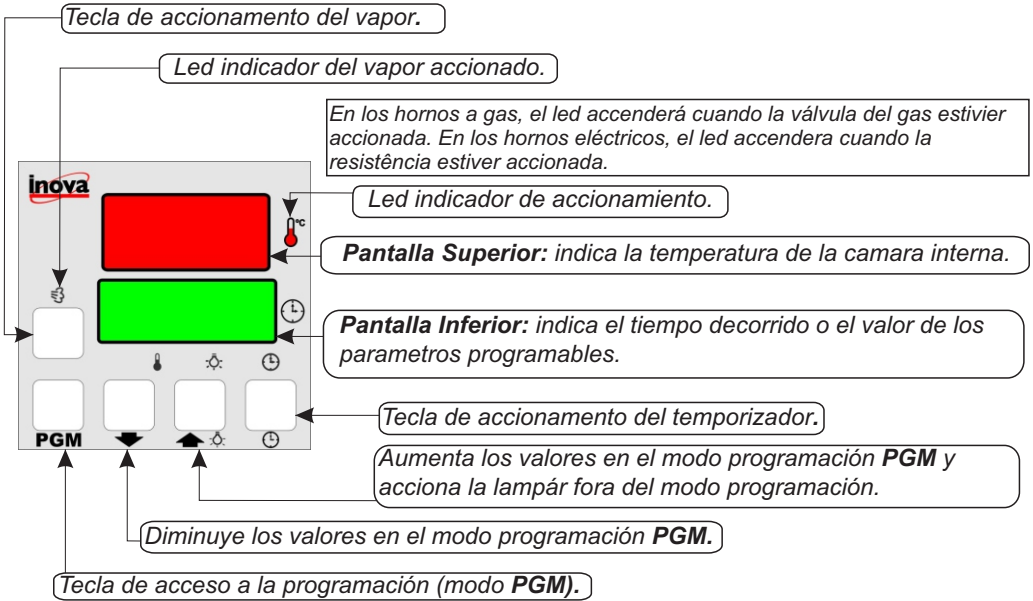 Tecla de accionamento del vapor.
Led indicador del vapor accionado.
En los hornos a gas, el led accenderá cuando la válvula del gas estivier
accionada. En los hornos eléctricos, el led accendera cuando la
resistência estiver accionada.
inova
Led indicador de accionamiento.
°C
Pantalla Superior: indica la temperatura de la camara interna.
Pantalla Inferior: indica el tiempo decorrido o el valor de los
parametros programables.
Tecla de accionamento del temporizador.
PGM
Aumenta los valores en el modo programación PGM y
acciona la lampár fora del modo programación.
Diminuye los valores en el modo programación PGM.
Tecla de acceso a la programación (modo PGM).